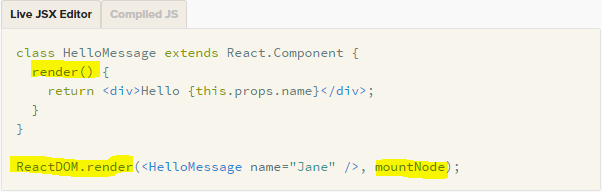 Live JSX Editor Compiled JS
class HelloMessage extends React.Component {
render() {
return <div>Hello {this.props.name}</div>;
}
}
ReactDOM.render(<HelloMessage name="Jane" />, mountNode);